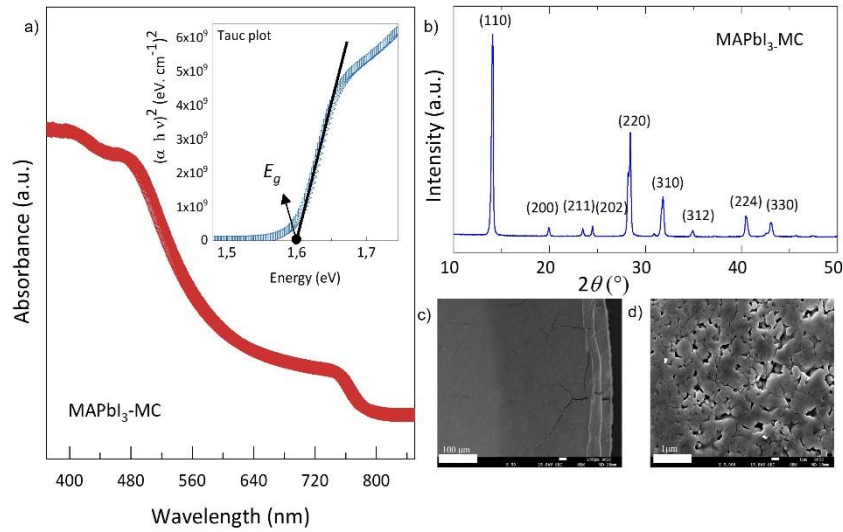 a)
Tauc plot
6x10⁹
5x10⁹
4x10⁹
3x10⁹
2x10⁹
1x10⁹
0
(α h ν)² (eV. cm⁻¹)²
E_g
1,5 1,6 1,7
Energy (eV)
Absorbance (a.u.)
MAPbI₃-MC
400 480 560 640 720 800
Wavelength (nm)
b)
MAPbI₃-MC
(110)
(200)
(211)
(202)
(220)
(310)
(312)
(224)
(330)
Intensity (a.u.)
10 20 30 40 50
2θ (°)
c)
100 μm
d)
1μm